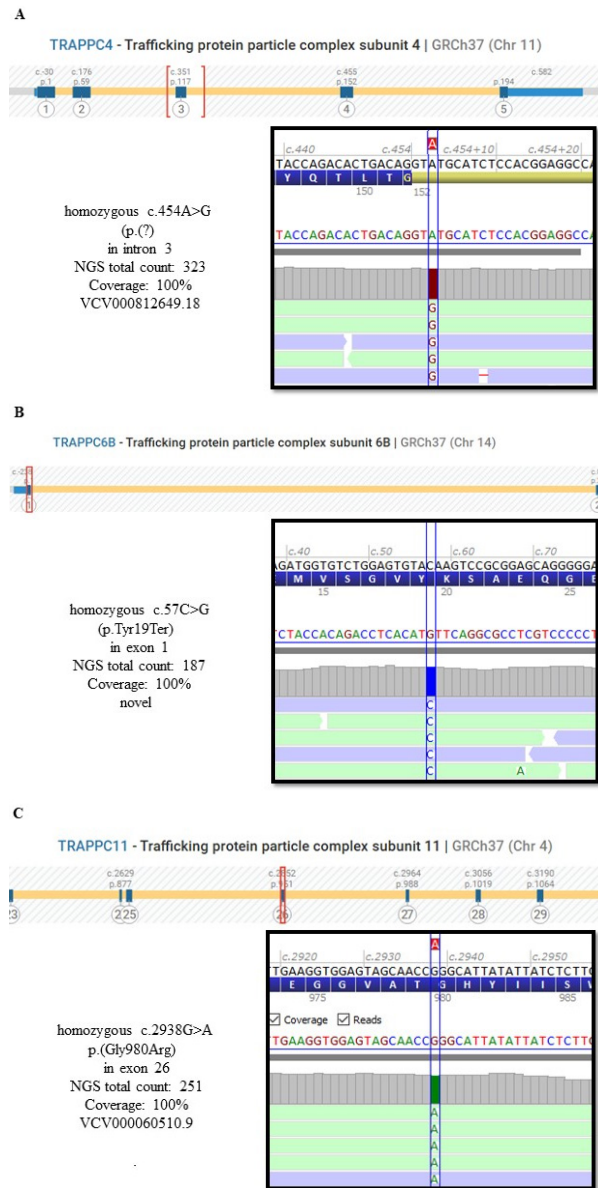 A
TRAPPC4 - Trafficking protein particle complex subunit 4 | GRCh37 (Chr 11)
c.-30 c.176 c.351 c.455 c.582
p.1 p.59 p.117 p.152 p.194
1 2 3 4 5
A
c.440 c.454 c.454+10 c.454+20
TACCAGACACTGACAGGTATGCATCTCCACGGAGGCCA
Y Q T L T G
150 152
TACCAGACACTGACAGGTATGCATCTCCACGGAGGCCA
G
G
G
G
G
homozygous c.454A>G
(p.(?)
in intron 3
NGS total count: 323
Coverage: 100%
VCV000812649.18
B
TRAPPC6B - Trafficking protein particle complex subunit 6B | GRCh37 (Chr 14)
1
c.40 c.50 c.60 c.70
AGATGGTGTCTGGAGTGTACAAGTCCGCGGAGCAGGGGGA
M V S G V Y K S A E Q G E
15 20 25
TCTACCACAGACCTCACATGTTCAGGCGCCTCGTCCCCCT
C
C
C
C
C A
homozygous c.57C>G
(p.Tyr19Ter)
in exon 1
NGS total count: 187
Coverage: 100%
novel
C
TRAPPC11 - Trafficking protein particle complex subunit 11 | GRCh37 (Chr 4)
c.2629 c.2964 c.3056 c.3190
p.877 p.988 p.1019 p.1064
23 2 25 26 27 28 29
A
c.2920 c.2930 c.2940 c.2950
TGAAGGTGGAGTAGCAACCGGGCATTATATTATCTCTTC
E G G V A T G H Y I I S
975 980 985
Coverage Reads
TGAAGGTGGAGTAGCAACCGGGCATTATATTATCTCTTC
A
A
A
A
A
homozygous c.2938G>A
p.(Gly980Arg)
in exon 26
NGS total count: 251
Coverage: 100%
VCV000060510.9
.